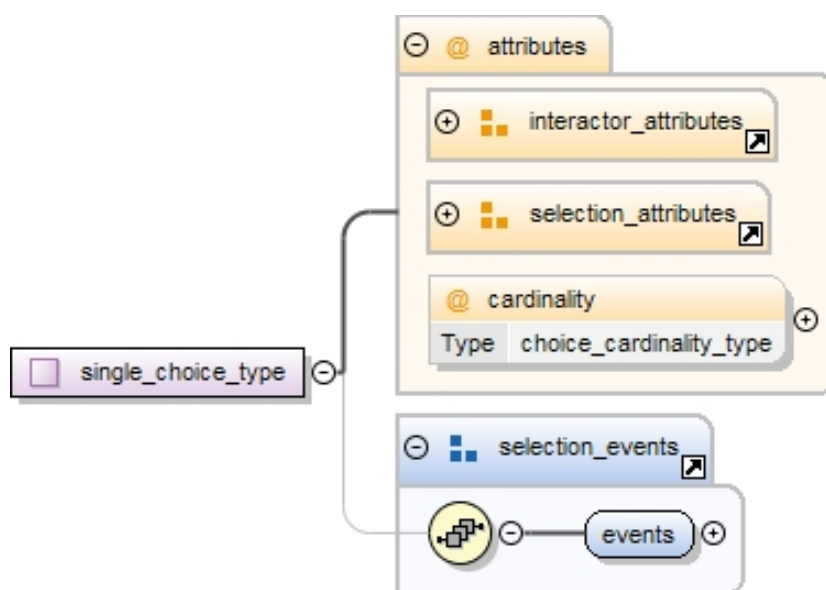 @ attributes
interactor_attributes
selection_attributes
@ cardinality
Type choice_cardinality_type
single_choice_type
selection_events
events